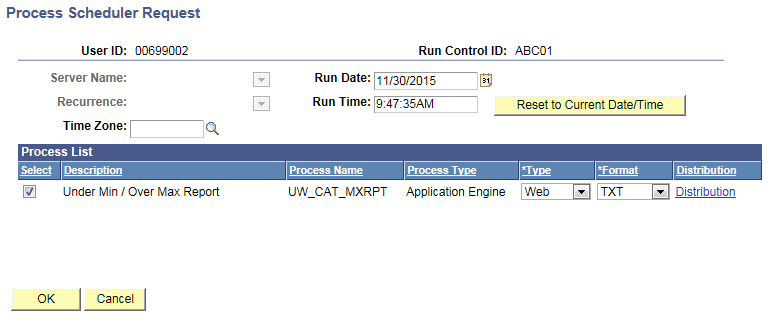 Process Scheduler Request
User ID: 00699002 Run Control ID: ABC01
Server Name: Run Date: 11/30/2015 31
Recurrence: Run Time: 9:47:35AM Reset to Current Date/Time
Time Zone:
Process List
Select Description Process Name Process Type *Type *Format Distribution
Under Min / Over Max Report UW_CAT_MXRPT Application Engine Web TXT Distribution
OK Cancel